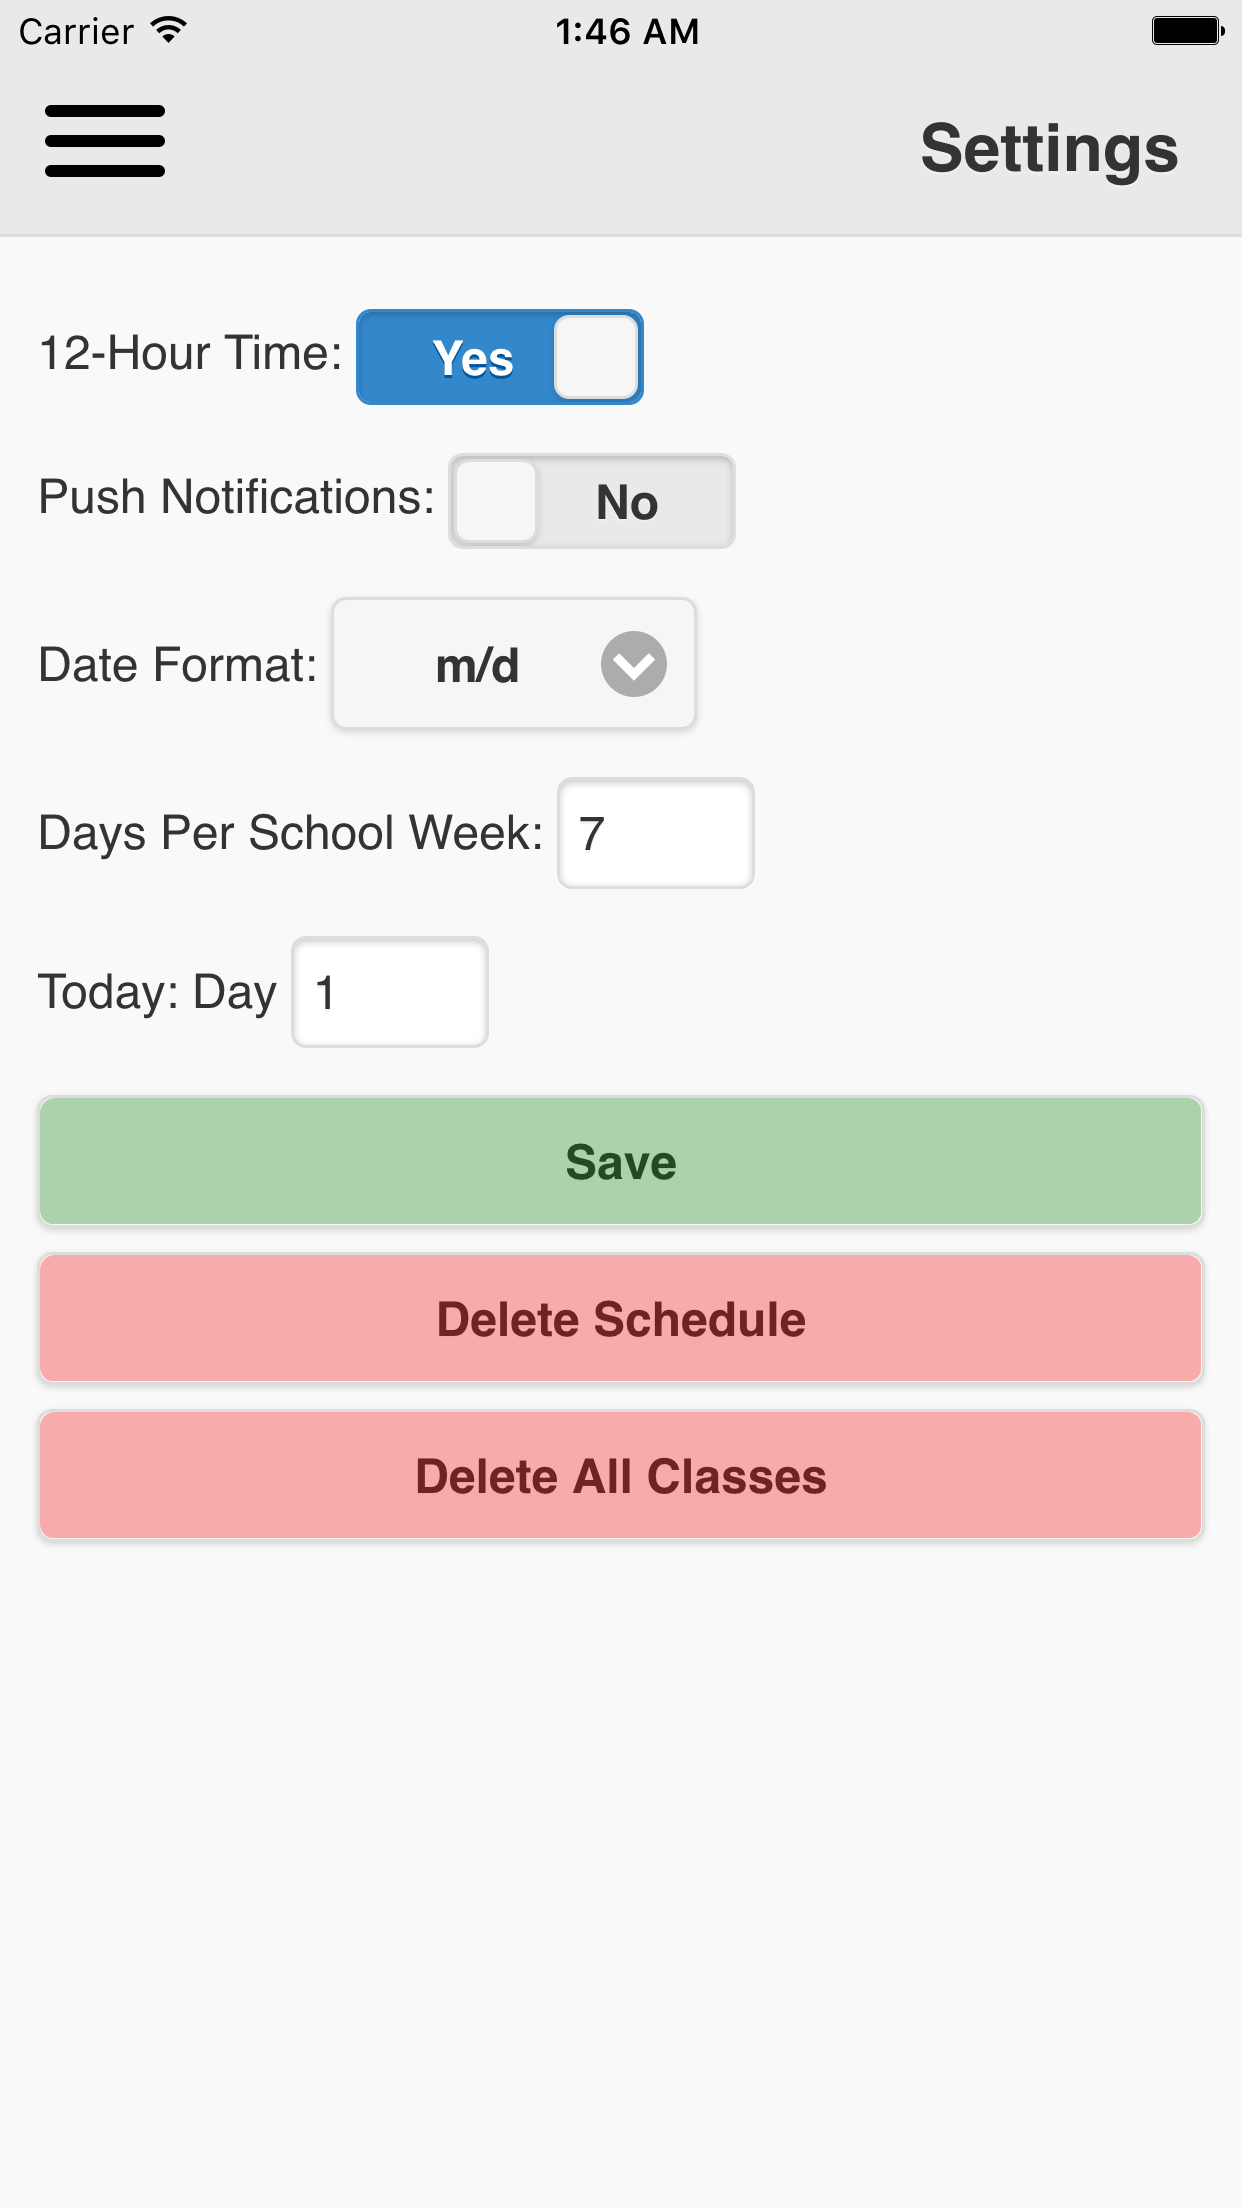 Carrier 1:46 AM
Settings
12-Hour Time: Yes
Push Notifications: No
Date Format: m/d
Days Per School Week: 7
Today: Day 1
Save
Delete Schedule
Delete All Classes